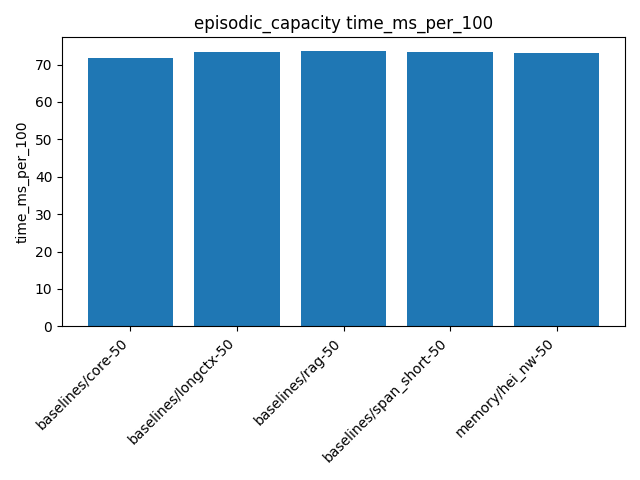 episodic_capacity time_ms_per_100
time_ms_per_100
70
60
50
40
30
20
10
0
baselines/core-50
baselines/longctx-50
baselines/rag-50
baselines/span_short-50
memory/hei_nw-50